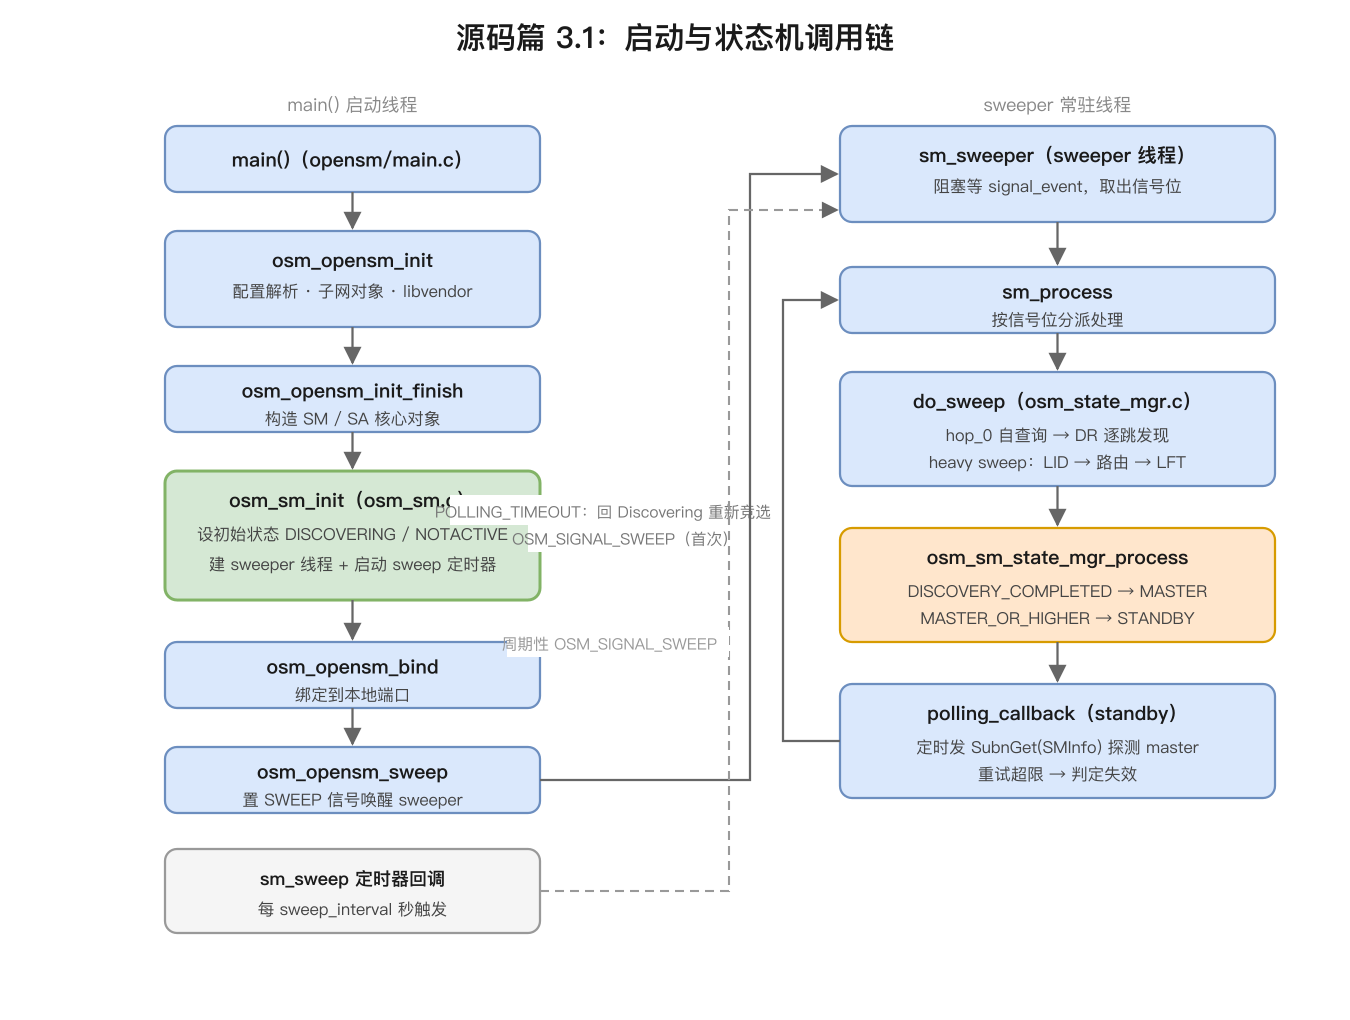 源码篇 3.1：启动与状态机调用链
main() 启动线程
main()（opensm/main.c）
osm_opensm_init
配置解析 · 子网对象 · libvendor
osm_opensm_init_finish
构造 SM / SA 核心对象
osm_sm_init（osm_sm.c）
设初始状态 DISCOVERING / NOTACTIVE
建 sweeper 线程 + 启动 sweep 定时器
osm_opensm_bind
绑定到本地端口
osm_opensm_sweep
置 SWEEP 信号唤醒 sweeper
sm_sweep 定时器回调
每 sweep_interval 秒触发
POLLING_TIMEOUT：回 Discovering 重新竞选
OSM_SIGNAL_SWEEP（首次）
周期性 OSM_SIGNAL_SWEEP
sweeper 常驻线程
sm_sweeper（sweeper 线程）
阻塞等 signal_event，取出信号位
sm_process
按信号位分派处理
do_sweep（osm_state_mgr.c）
hop_0 自查询 → DR 逐跳发现
heavy sweep：LID → 路由 → LFT
osm_sm_state_mgr_process
DISCOVERY_COMPLETED → MASTER
MASTER_OR_HIGHER → STANDBY
polling_callback（standby）
定时发 SubnGet(SMInfo) 探测 master
重试超限 → 判定失效